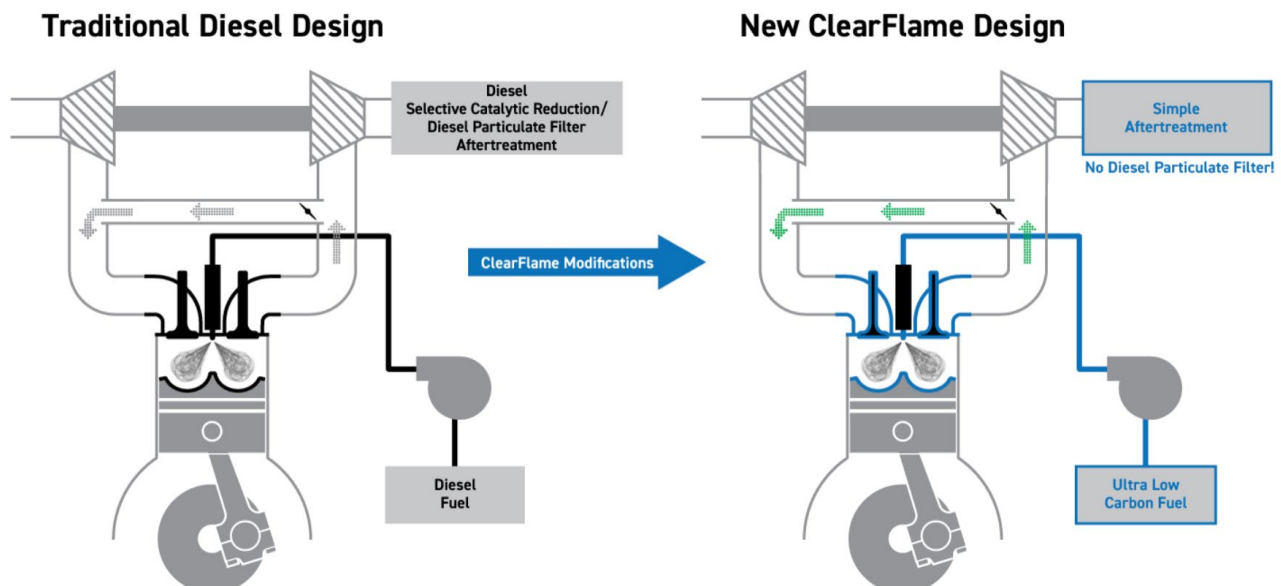 Traditional Diesel Design
New ClearFlame Design
Diesel
Selective Catalytic Reduction/
Diesel Particulate Filter
Aftertreatment
Simple
Aftertreatment
No Diesel Particulate Filter!
ClearFlame Modifications
Diesel
Fuel
Ultra Low
Carbon Fuel